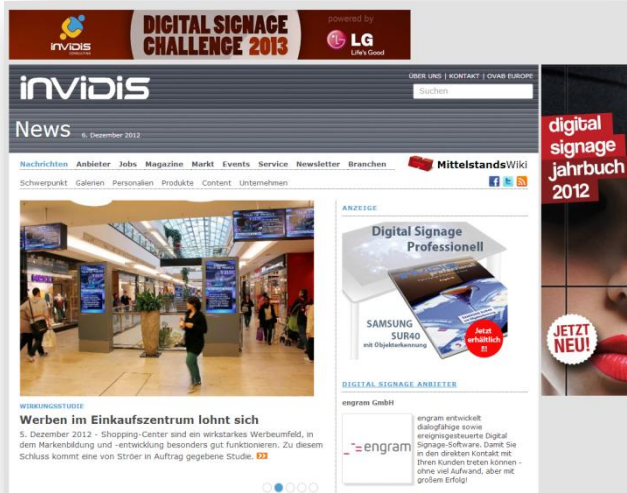 iNViDiS
CONSULTING
DIGITAL SIGNAGE
CHALLENGE 2013
powered by
LG
Life's Good
iNViDiS
ÜBER UNS | KONTAKT | OVAB EUROPE
Suchen
News
6. Dezember 2012
Nachrichten Anbieter Jobs Magazine Markt Events Service Newsletter Branchen
MittelstandsWiki
Schwerpunkt Galerien Personalien Produkte Content Unternehmen
WIRKUNGSSTUDIE
Werben im Einkaufszentrum lohnt sich
5. Dezember 2012 - Shopping-Center sind ein wirkstarkes Werbeumfeld, in
dem Markenbildung und -entwicklung besonders gut funktionieren. Zu diesem
Schluss kommt eine von Ströer in Auftrag gegebene Studie.
ANZEIGE
Digital Signage
Professionell
SAMSUNG
SUR40
mit Objekterkennung
Jetzt
erhältlich
!!!
DIGITAL SIGNAGE ANBIETER
engram GmbH
engram
engram entwickelt
dialogfähige sowie
ereignisgesteuerte Digital
Signage-Software. Damit Sie
in den direkten Kontakt mit
Ihren Kunden treten können -
ohne viel Aufwand, aber mit
großem Erfolg!
digital
signage
jahrbuch
2012
JETZT
NEU!